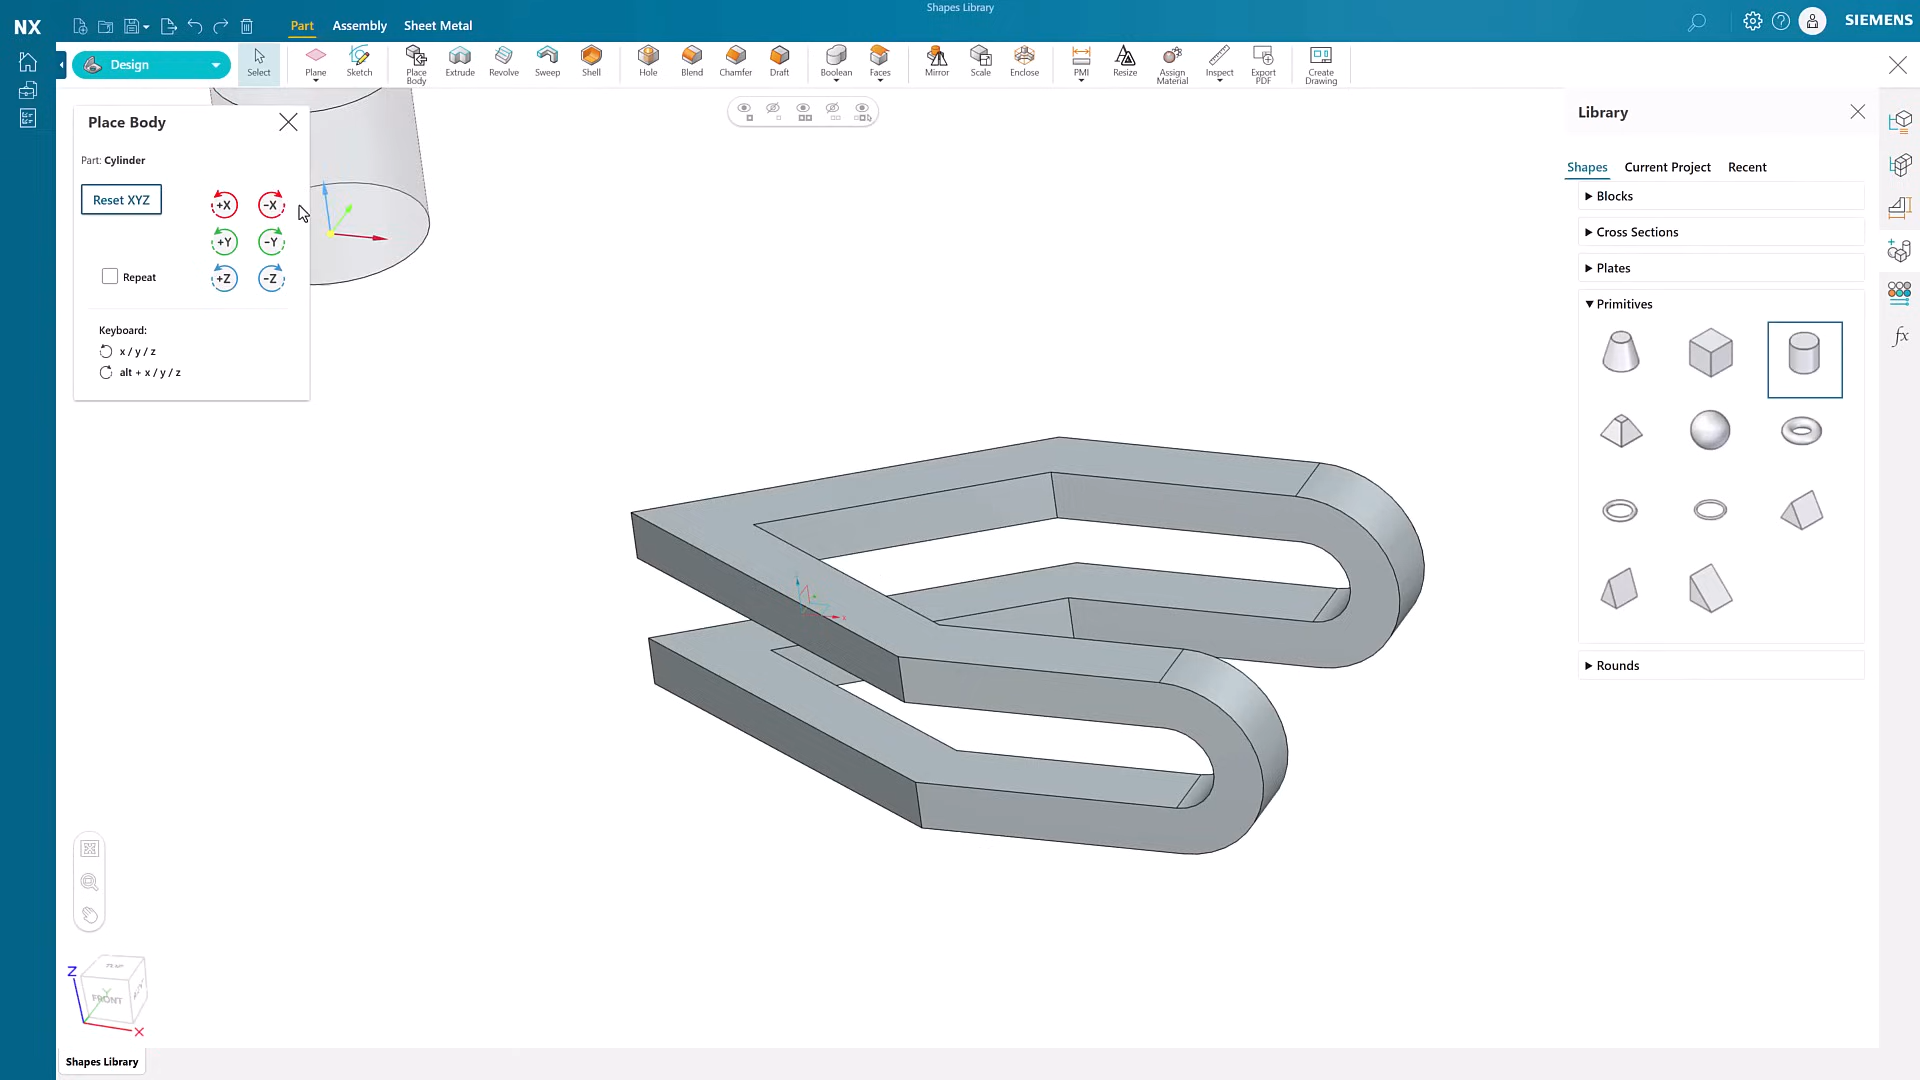 Shapes Library
NX
Part
Assembly
Sheet Metal
SIEMENS
Design
Select
Plane
Sketch
Place
Body
Extrude
Revolve
Sweep
Shell
Hole
Blend
Chamfer
Draft
Boolean
Faces
Mirror
Scale
Enclose
PMI
Resize
Assign
Material
Inspect
Export
PDF
Create
Drawing
Place Body
Part: Cylinder
Reset XYZ
+X
-X
+Y
-Y
Repeat
+Z
-Z
Keyboard:
x / y / z
alt + x / y / z
Library
Shapes
Current Project
Recent
Blocks
Cross Sections
Plates
Primitives
Rounds
fx
Z
FRONT
Y
X
Shapes Library